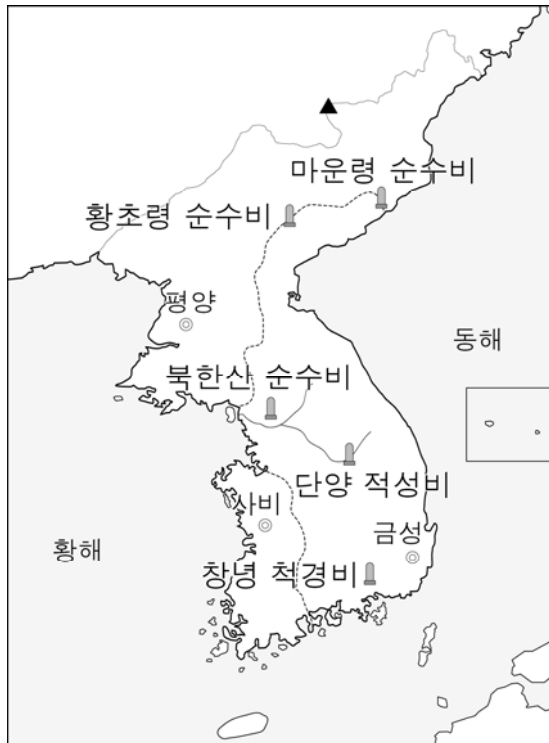 마운령 순수비
황초령 순수비
평양
동해
북한산 순수비
단양 적성비
사비
금성
황해
창녕 척경비